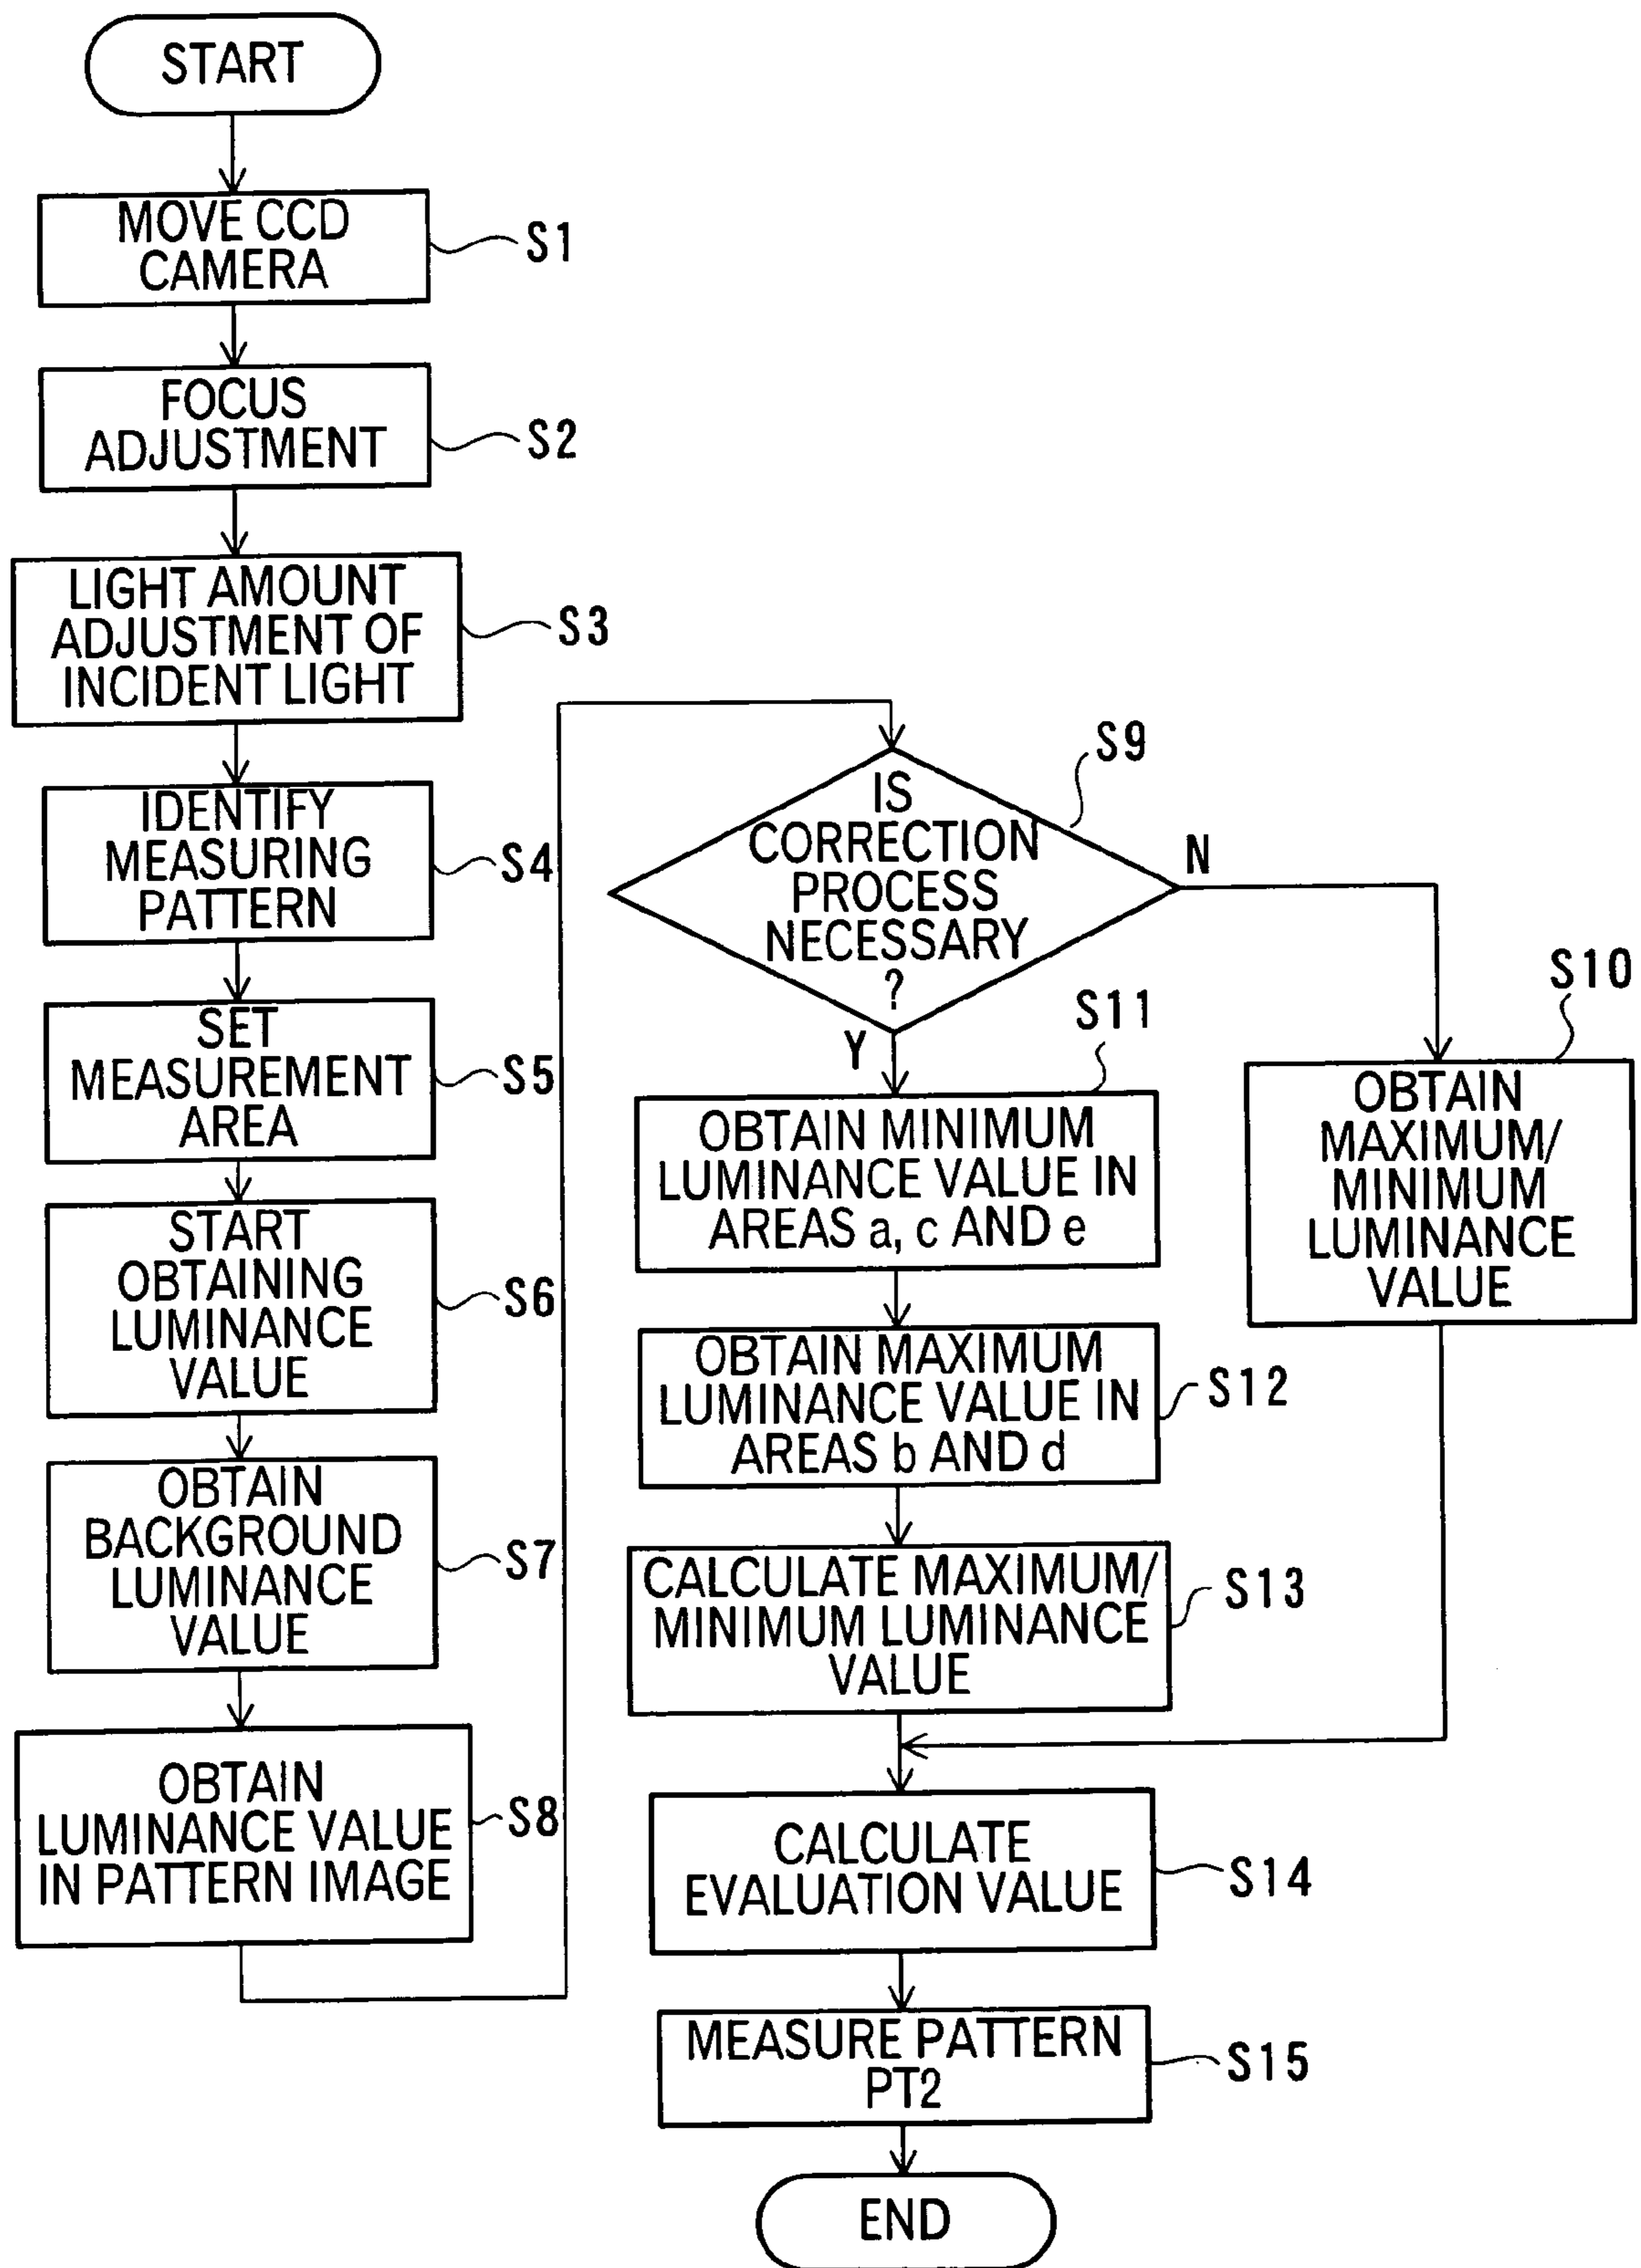 START
MOVE CCD
CAMERA
S1
FOCUS
ADJUSTMENT
S2
LIGHT AMOUNT
ADJUSTMENT OF
INCIDENT LIGHT
S3
IDENTIFY
MEASURING
PATTERN
S4
SET
MEASUREMENT
AREA
S5
START
OBTAINING
LUMINANCE
VALUE
S6
OBTAIN
BACKGROUND
LUMINANCE
VALUE
S7
OBTAIN
LUMINANCE VALUE
IN PATTERN IMAGE
S8
IS
CORRECTION
PROCESS
NECESSARY
?
S9
N
Y
S10
OBTAIN
MAXIMUM/
MINIMUM
LUMINANCE
VALUE
S11
OBTAIN MINIMUM
LUMINANCE VALUE IN
AREAS a, c AND e
OBTAIN MAXIMUM
LUMINANCE VALUE IN
AREAS b AND d
S12
CALCULATE MAXIMUM/
MINIMUM LUMINANCE
VALUE
S13
CALCULATE
EVALUATION VALUE
S14
MEASURE PATTERN
PT2
S15
END